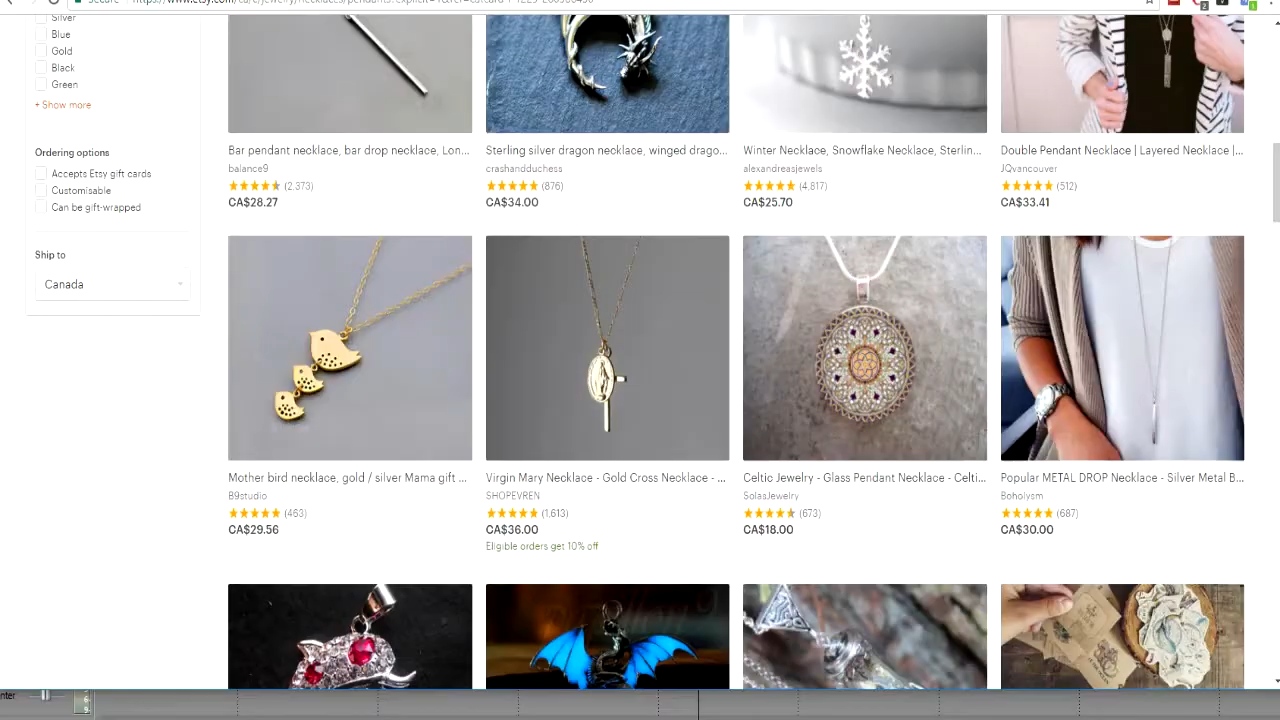 Silver
Blue
Gold
Black
Green
+ Show more
Ordering options
Accepts Etsy gift cards
Customisable
Can be gift-wrapped
Ship to
Canada
Bar pendant necklace, bar drop necklace, Lon...
balance9
(2,373)
CA$28.27
Sterling silver dragon necklace, winged drago...
crashandduchess
(876)
CA$34.00
Winter Necklace, Snowflake Necklace, Sterlin...
alexandreasjewels
(4,817)
CA$25.70
Double Pendant Necklace | Layered Necklace |...
JQvancouver
(512)
CA$33.41
Mother bird necklace, gold / silver Mama gift ...
B9studio
(463)
CA$29.56
Virgin Mary Necklace - Gold Cross Necklace - ...
SHOPEVREN
(1,613)
CA$36.00
Eligible orders get 10% off
Celtic Jewelry - Glass Pendant Necklace - Celti...
SolasJewelry
(673)
CA$18.00
Popular METAL DROP Necklace - Silver Metal B...
Boholysm
(687)
CA$30.00